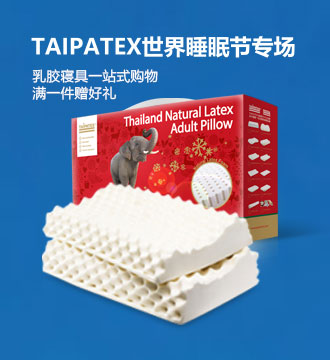 TAIPATEX世界睡眠节专场
乳胶寝具一站式购物
满一件赠好礼
Thailand Natural Latex
Adult Pillow